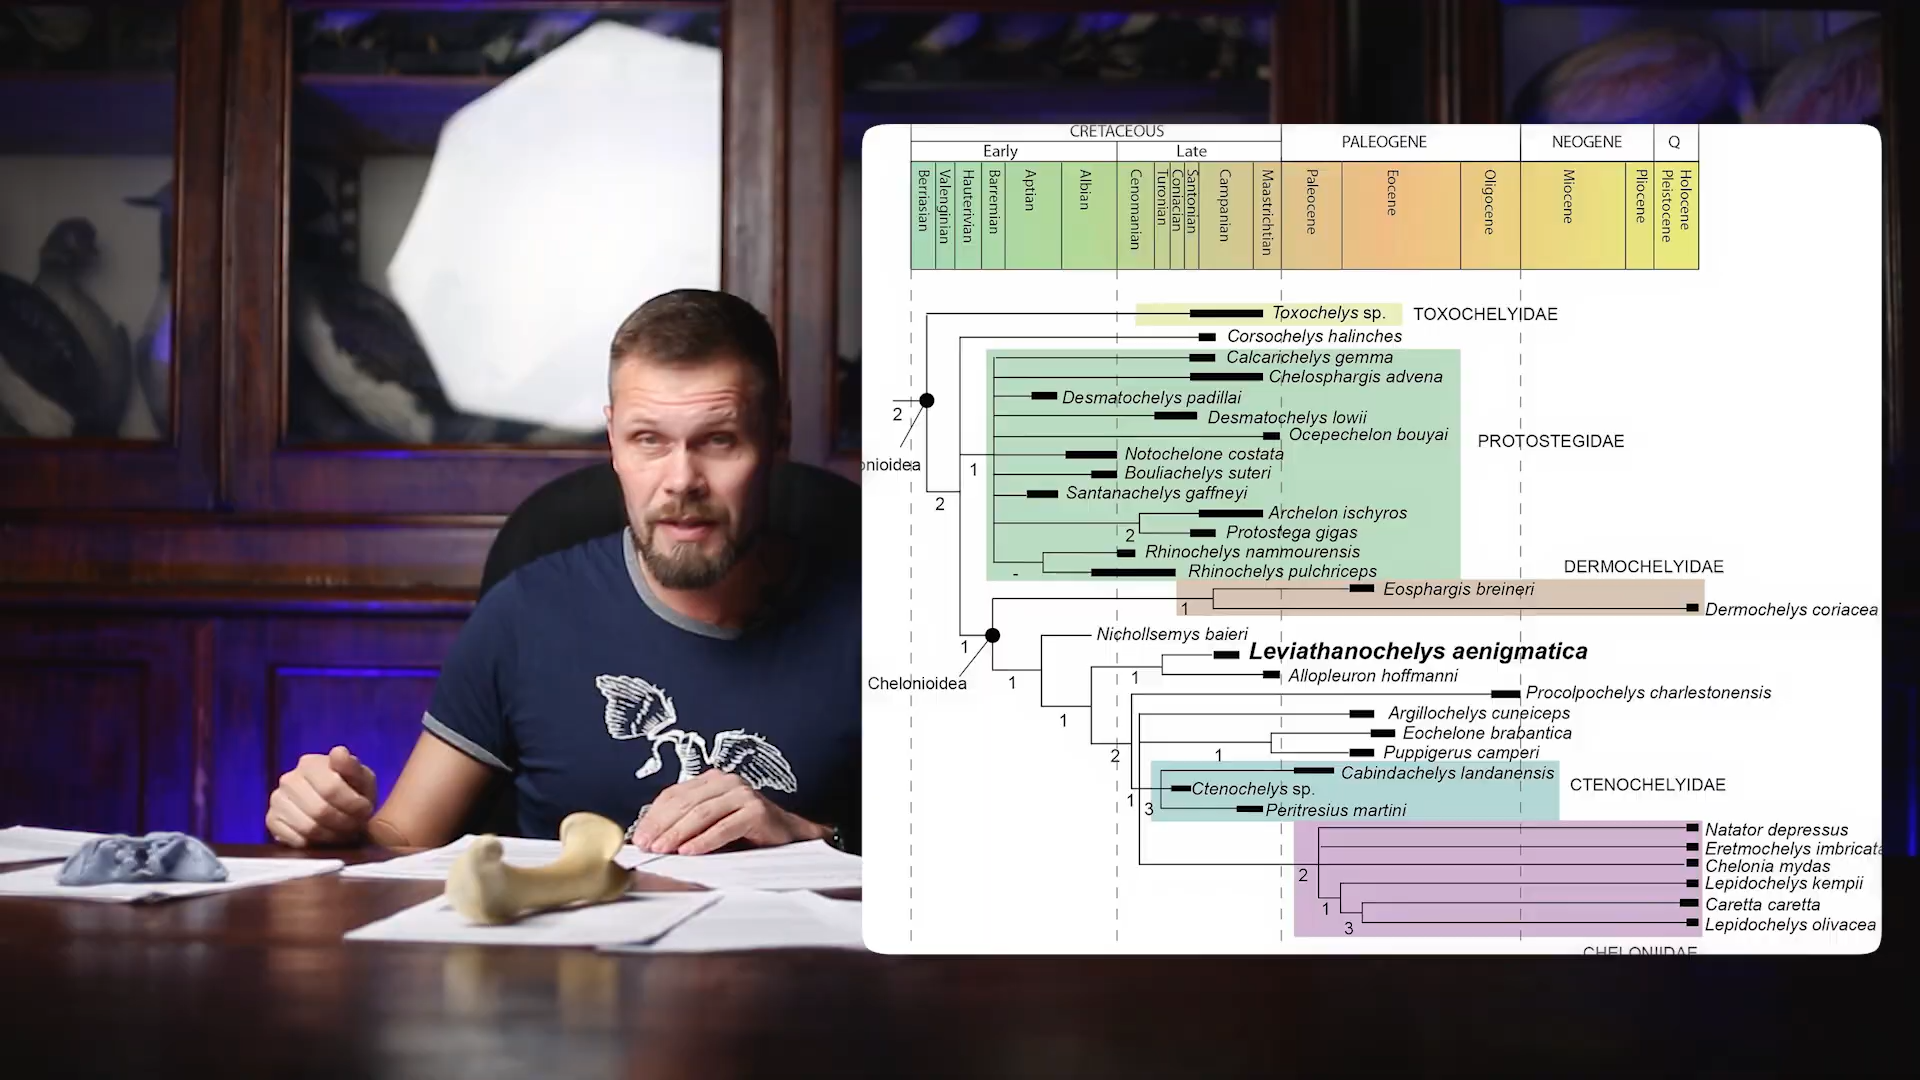 CRETACEOUS
PALEOGENE
NEOGENE
Q
Early
Late
Berriasian
Valenginian
Hauterivian
Barremian
Aptian
Albian
Cenomanian
Turonian
Coniacian
Santonian
Campanian
Maastrichtian
Paleocene
Eocene
Oligocene
Miocene
Pliocene
Pleistocene
Holocene
Toxochelys sp.
TOXOCHELYIDAE
Corsochelys halinches
Calcarichelys gemma
Chelosphargis advena
Desmatochelys padillai
2
Desmatochelys lowii
Ocepechelon bouyai
PROTOSTEGIDAE
Notochelone costata
onioidea
1
Bouliachelys suteri
Santanachelys gaffneyi
2
Archelon ischyros
2
Protostega gigas
Rhinochelys nammourensis
-
Rhinochelys pulchriceps
DERMOCHELYIDAE
Eosphargis breineri
1
Dermochelys coriacea
Nichollsemys baieri
1
Leviathanochelys aenigmatica
1
Allopleuron hoffmanni
Chelonioidea
1
Procolpochelys charlestonensis
1
Argillochelys cuneiceps
Eochelone brabantica
2
1
Puppigerus camperi
Cabindachelys landanensis
CTENOCHELYIDAE
Ctenochelys sp.
1
3
Peritresius martini
Natator depressus
Eretmochelys imbricata
Chelonia mydas
2
Lepidochelys kempii
1
Caretta caretta
3
Lepidochelys olivacea
CHELONIIDAE